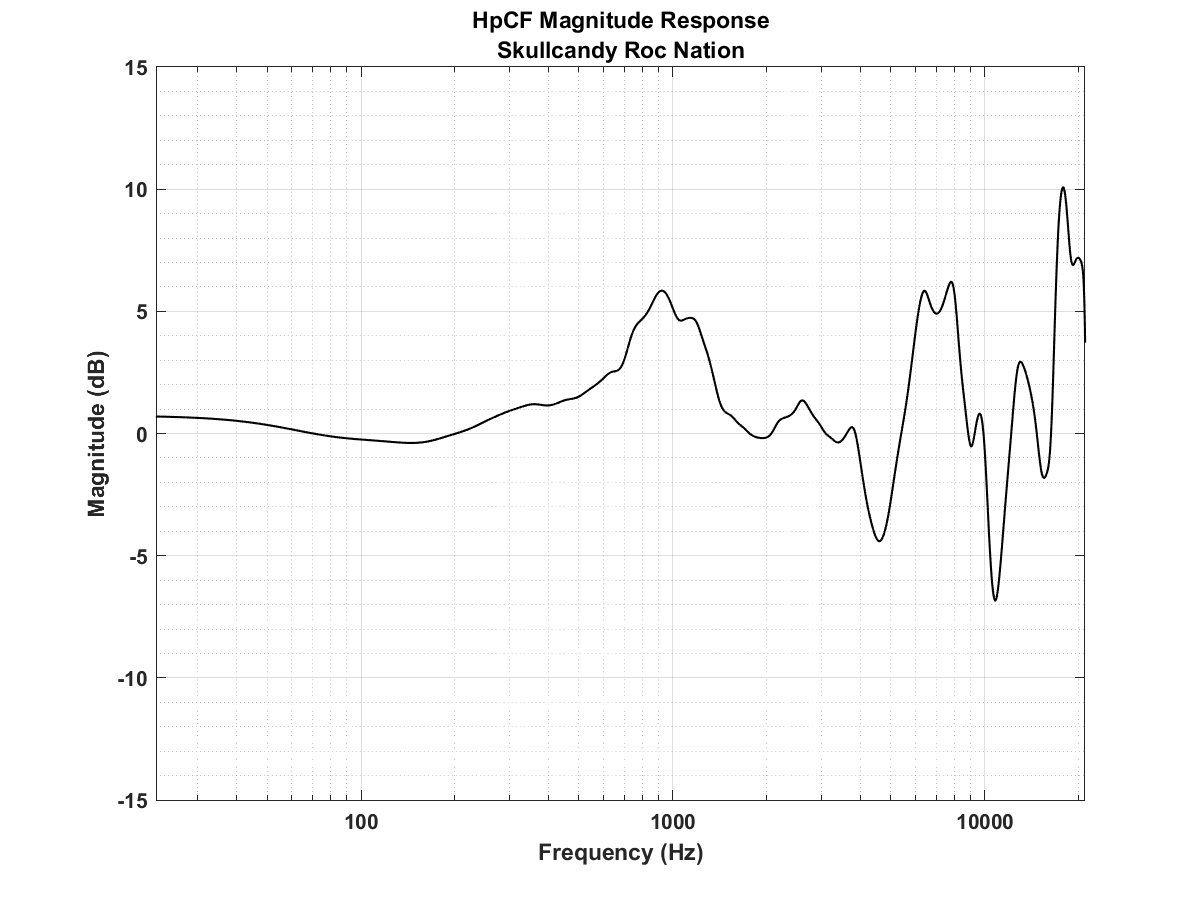 HpCF Magnitude Response
Skullcandy Roc Nation
15
10
5
0
-5
-10
-15
Magnitude (dB)
100
1000
10000
Frequency (Hz)